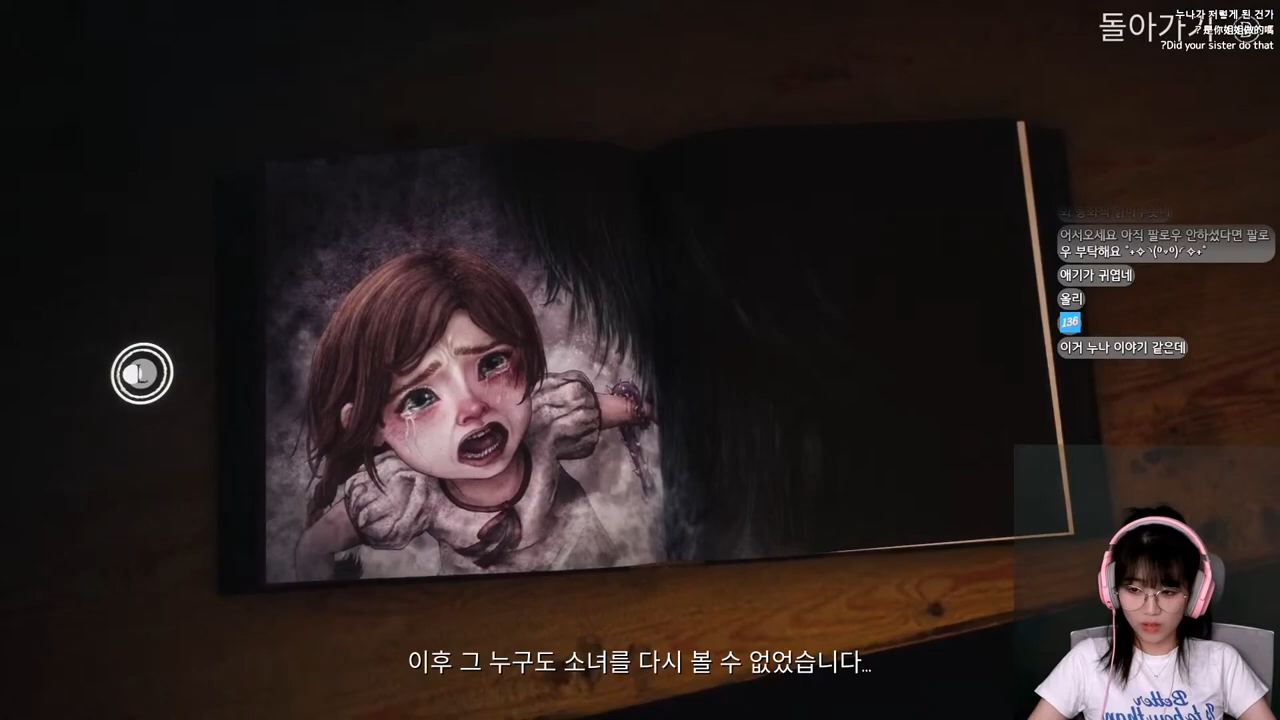 누나가 저렇게 된 건가
?是你姐姐做的嗎
?Did your sister do that
돌아가기
어서오세요 아직 팔로우 안하셨다면 팔로
우 부탁해요
애기가 귀엽네
올리
136
이거 누나 이야기 같은데
L
이후 그 누구도 소녀를 다시 볼 수 없었습니다...
Better